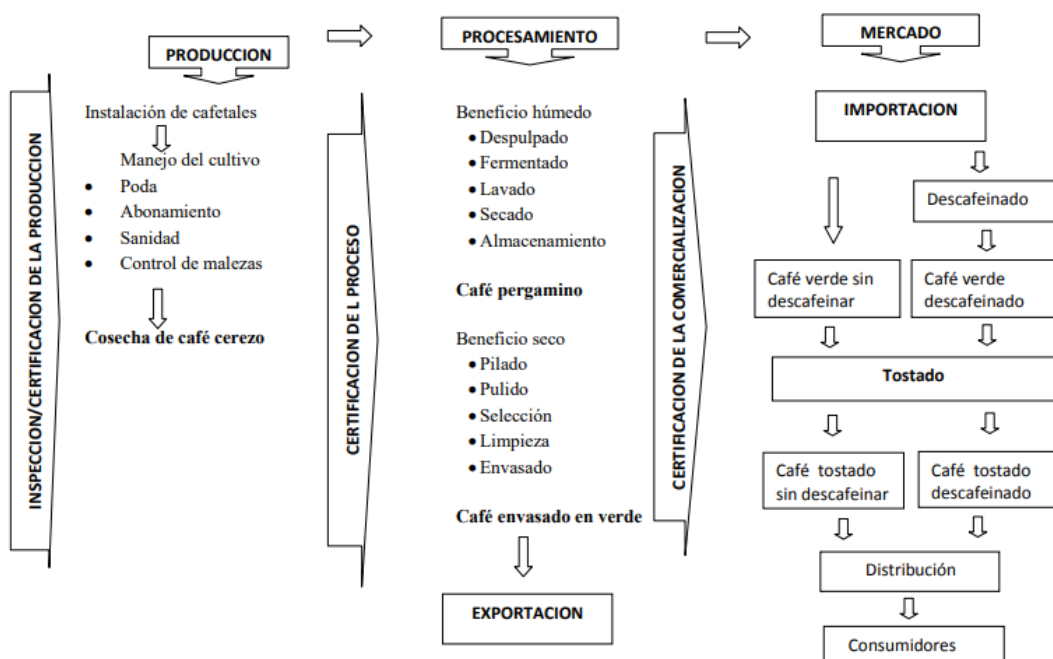 PRODUCCION
INSPECCION/CERTIFICACION DE LA PRODUCCION
Instalación de cafetales
Manejo del cultivo
• Poda
• Abonamiento
• Sanidad
• Control de malezas
Cosecha de café cerezo
PROCESAMIENTO
CERTIFICACION DE L PROCESO
Beneficio húmedo
• Despulpado
• Fermentado
• Lavado
• Secado
• Almacenamiento
Café pergamino
Beneficio seco
• Pilado
• Pulido
• Selección
• Limpieza
• Envasado
Café envasado en verde
EXPORTACION
MERCADO
CERTIFICACION DE LA COMERCIALIZACION
IMPORTACION
Descafeinado
Café verde sin
descafeinar
Café verde
descafeinado
Tostado
Café tostado
sin descafeinar
Café tostado
descafeinado
Distribución
Consumidores